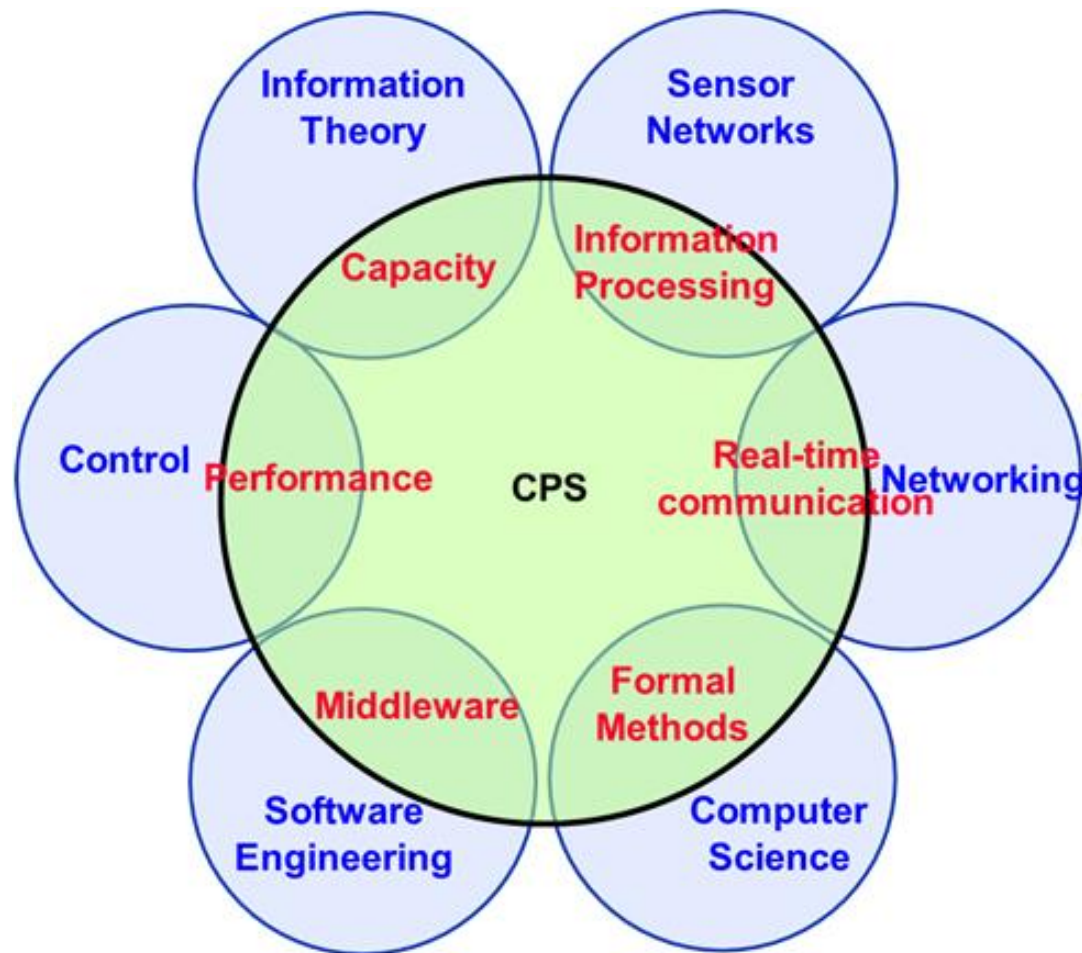 Information
Theory
Sensor
Networks
Capacity
Information
Processing
Control
Performance
CPS
Real-time
communication
Networking
Middleware
Formal
Methods
Software
Engineering
Computer
Science